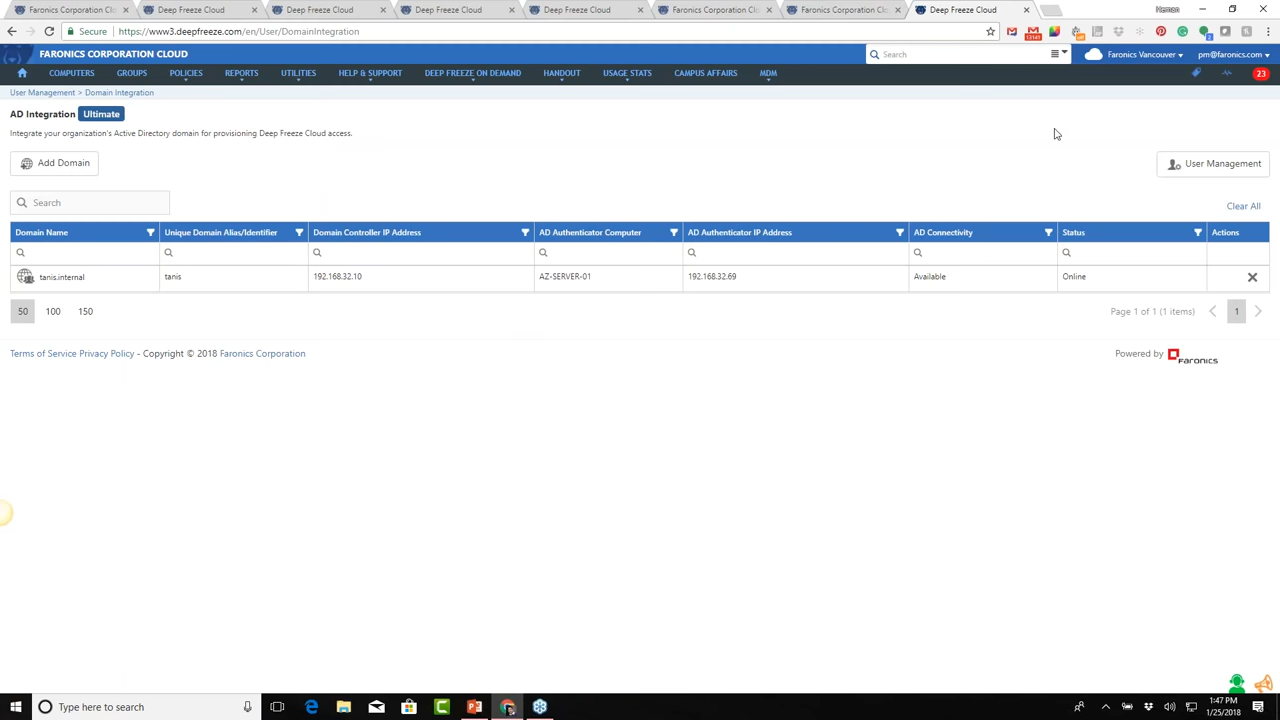 Faronics Corporation Clo
Deep Freeze Cloud
Deep Freeze Cloud
Deep Freeze Cloud
Deep Freeze Cloud
Faronics Corporation Clo
Faronics Corporation Clo
Deep Freeze Cloud
Heman
Secure https://www3.deepfreeze.com/en/User/DomainIntegration
FARONICS CORPORATION CLOUD
Search
Faronics Vancouver
pm@faronics.com
COMPUTERS GROUPS POLICIES REPORTS UTILITIES HELP & SUPPORT DEEP FREEZE ON DEMAND HANDOUT USAGE STATS CAMPUS AFFAIRS MDM 23
User Management > Domain Integration
AD Integration Ultimate
Integrate your organization's Active Directory domain for provisioning Deep Freeze Cloud access.
Add Domain
User Management
Search
Clear All
Domain Name Unique Domain Alias/Identifier Domain Controller IP Address AD Authenticator Computer AD Authenticator IP Address AD Connectivity Status Actions
tanis.internal tanis 192.168.32.10 AZ-SERVER-01 192.168.32.69 Available Online
50 100 150 Page 1 of 1 (1 items) 1
Terms of Service Privacy Policy - Copyright © 2018 Faronics Corporation
Powered by Faronics
Type here to search
1:47 PM
1/25/2018